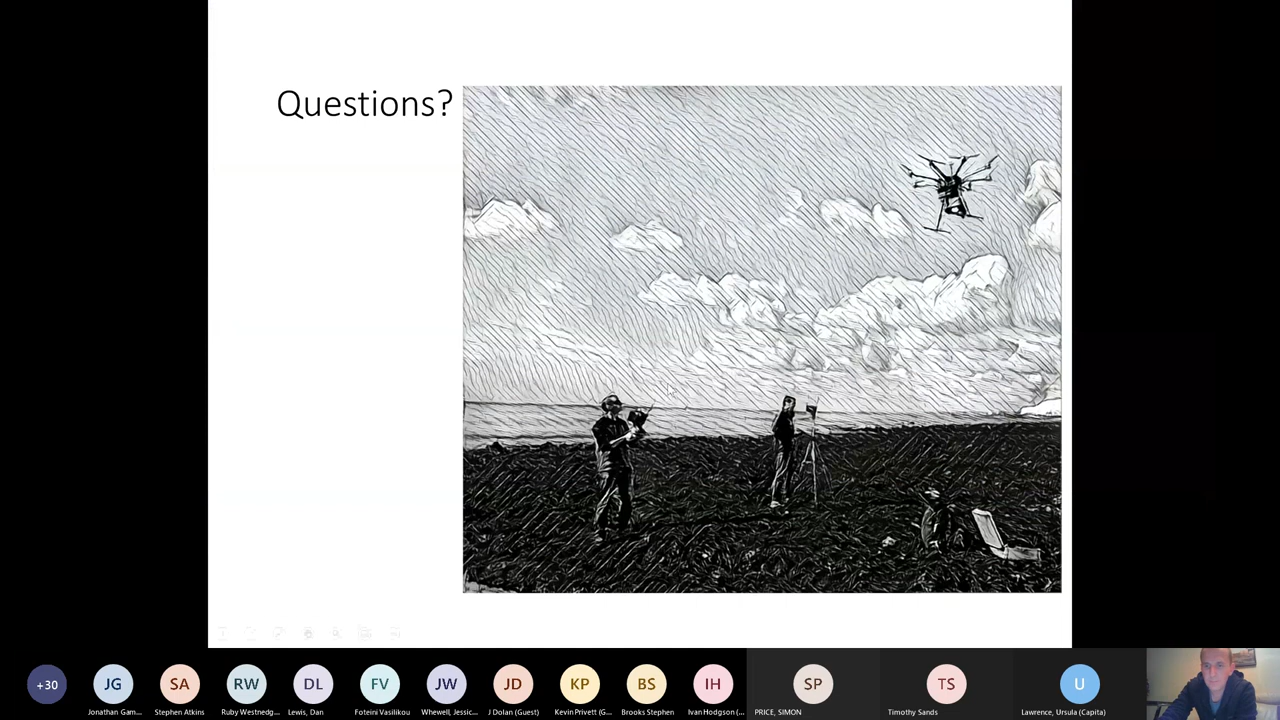 Questions?
+30
JG
SA
RW
DL
FV
JW
JD
KP
BS
IH
SP
TS
U
Jonathan Gam...
Stephen Atkins
Ruby Westnedg...
Lewis, Dan
Foteini Vasilikou
Whewell, Jessic...
J Dolan (Guest)
Kevin Privett (G...
Brooks Stephen
Ivan Hodgson (...
PRICE, SIMON
Timothy Sands
Lawrence, Ursula (Capita)